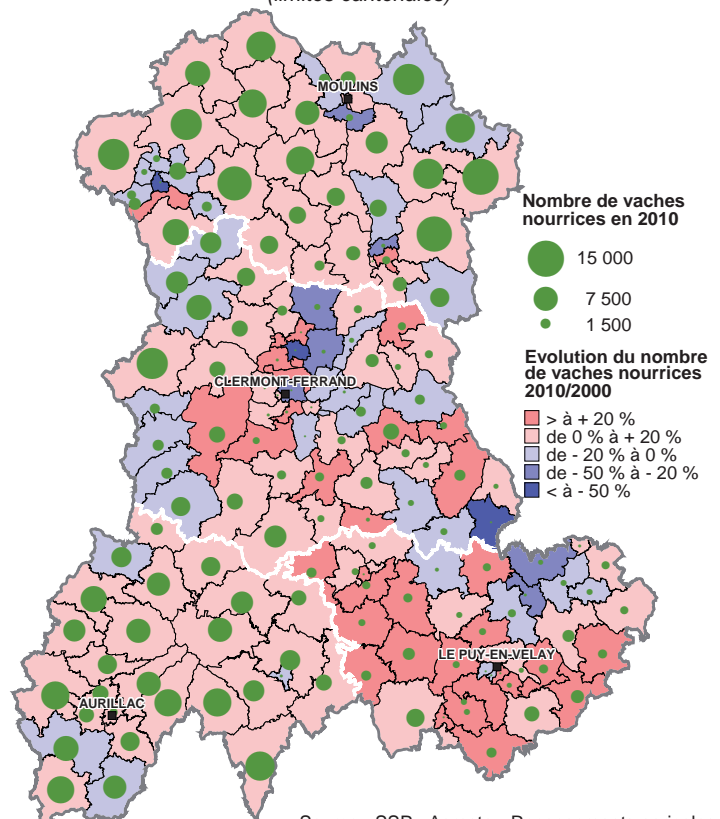 (limites cantonales)
MOULINS
Nombre de vaches
nourrices en 2010
15 000
7 500
1 500
Evolution du nombre
de vaches nourrices
2010/2000
> à + 20 %
de 0 % à + 20 %
de - 20 % à 0 %
de - 50 % à - 20 %
< à - 50 %
CLERMONT-FERRAND
LE PUY-EN-VELAY
AURILLAC